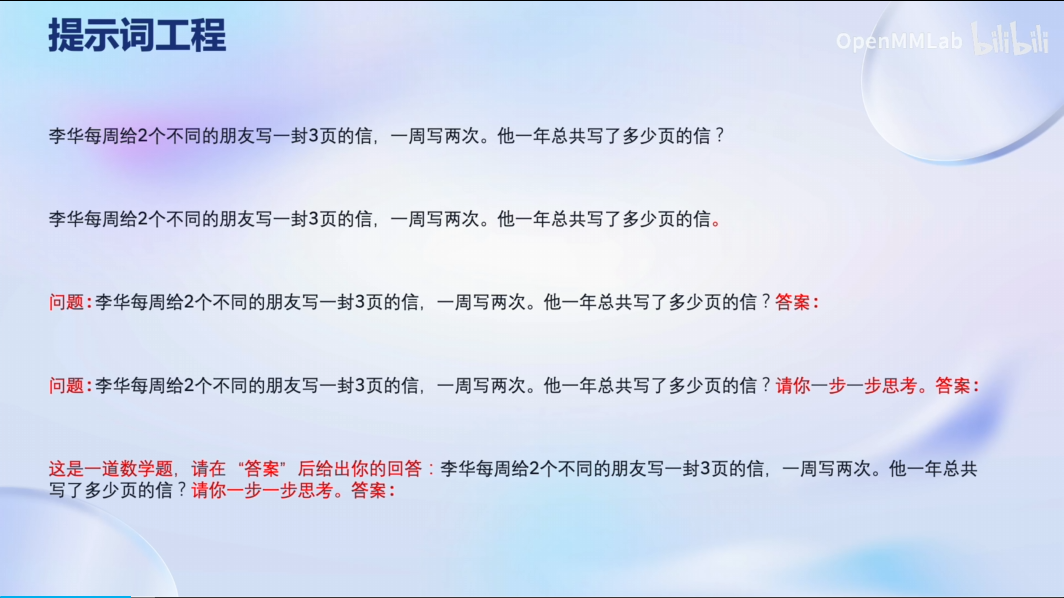 提示词工程
OpenMMLab bilibili
李华每周给2个不同的朋友写一封3页的信，一周写两次。他一年总共写了多少页的信？
李华每周给2个不同的朋友写一封3页的信，一周写两次。他一年总共写了多少页的信。
问题:李华每周给2个不同的朋友写一封3页的信，一周写两次。他一年总共写了多少页的信？答案:
问题:李华每周给2个不同的朋友写一封3页的信，一周写两次。他一年总共写了多少页的信？请你一步一步思考。答案:
这是一道数学题，请在“答案”后给出你的回答：李华每周给2个不同的朋友写一封3页的信，一周写两次。他一年总共
写了多少页的信？请你一步一步思考。答案: